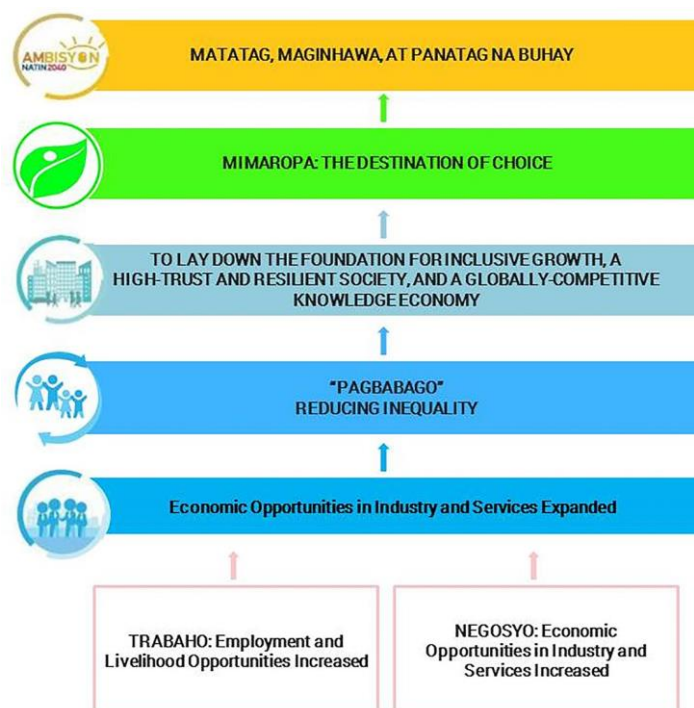 AMBISYON
NATIN2040
MATATAG, MAGINHAWA, AT PANATAG NA BUHAY
MIMAROPA: THE DESTINATION OF CHOICE
TO LAY DOWN THE FOUNDATION FOR INCLUSIVE GROWTH, A
HIGH-TRUST AND RESILIENT SOCIETY, AND A GLOBALLY-COMPETITIVE
KNOWLEDGE ECONOMY
"PAGBABAGO"
REDUCING INEQUALITY
Economic Opportunities in Industry and Services Expanded
TRABAHO: Employment and
Livelihood Opportunities Increased
NEGOSYO: Economic
Opportunities in Industry and
Services Increased